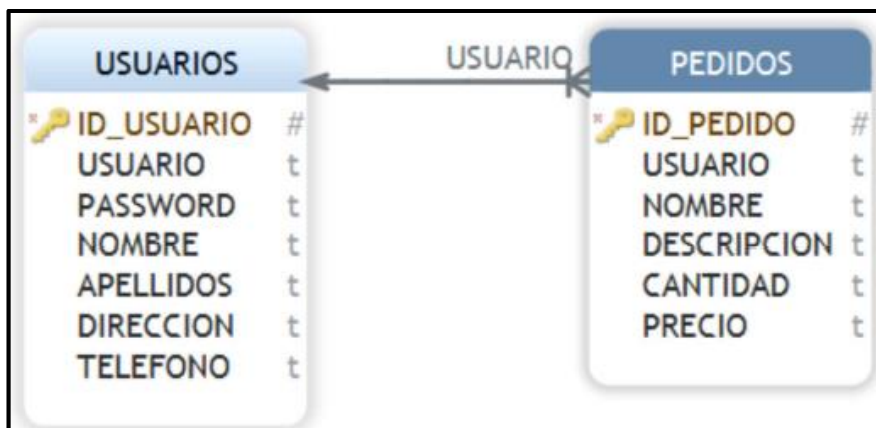 USUARIOS
ID_USUARIO #
USUARIO t
PASSWORD t
NOMBRE t
APELLIDOS t
DIRECCION t
TELEFONO t
USUARIO
PEDIDOS
ID_PEDIDO #
USUARIO t
NOMBRE t
DESCRIPCION t
CANTIDAD t
PRECIO t